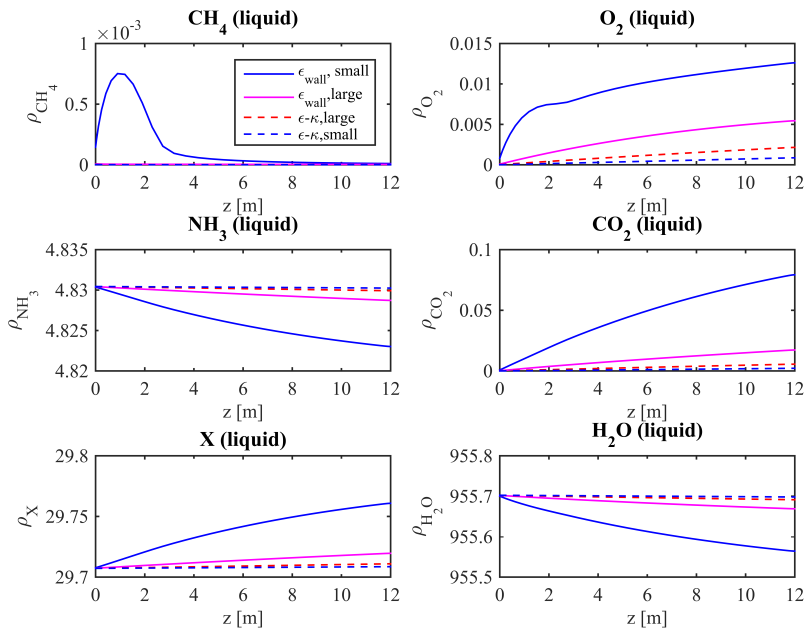 CH4 (liquid)
×10-3
1
0.5
0
ρCH4
0 2 4 6 8 10 12
z [m]
ϵwall, small
ϵwall,large
ϵ-κ,large
ϵ-κ,small
O2 (liquid)
0.015
0.01
0.005
0
ρO2
0 2 4 6 8 10 12
z [m]
NH3 (liquid)
4.835
4.83
4.825
4.82
ρNH3
0 2 4 6 8 10 12
z [m]
CO2 (liquid)
0.1
0.05
0
ρCO2
0 2 4 6 8 10 12
z [m]
X (liquid)
29.8
29.75
29.7
ρX
0 2 4 6 8 10 12
z [m]
H2O (liquid)
955.8
955.7
955.6
955.5
ρH2O
0 2 4 6 8 10 12
z [m]